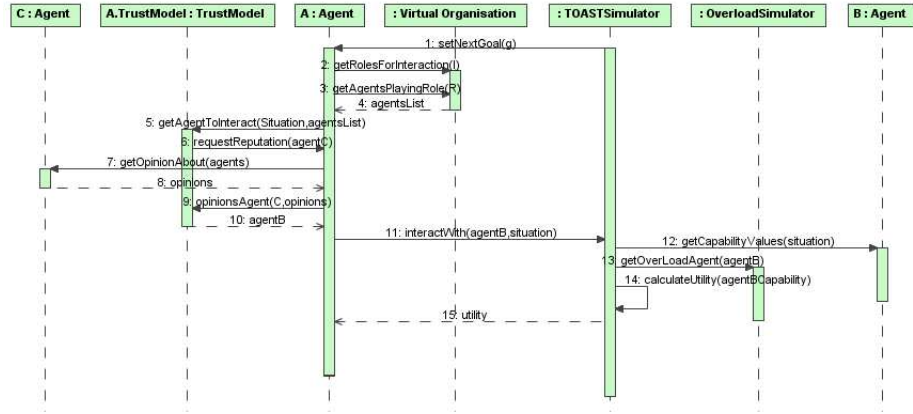 C : Agent
A.TrustModel : TrustModel
A : Agent
: Virtual Organisation
: TOASTSimulator
: OverloadSimulator
B : Agent
1: setNextGoal(g)
2: getRolesForInteraction(I)
3: getAgentsPlayingRole(R)
4: agentsList
5: getAgentToInteract(Situation,agentsList)
6: requestReputation(agentC)
7: getOpinionAbout(agents)
8: opinions
9: opinionsAgent(C,opinions)
10: agentB
11: interactWith(agentB,situation)
12: getCapabilityValues(situation)
13: getOverLoadAgent(agentB)
14: calculateUtility(agentBCapability)
15: utility